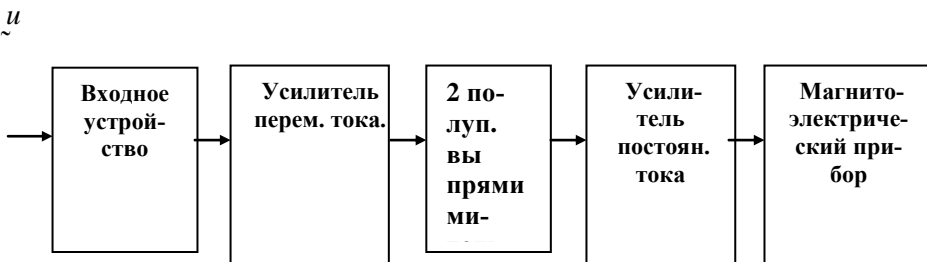 u
~
Входное
устрой-
ство
Усилитель
перем. тока.
2 по-
луп.
вы
прями
ми-
Усили-
тель
постоян.
тока
Магнито-
электриче-
ский при-
бор